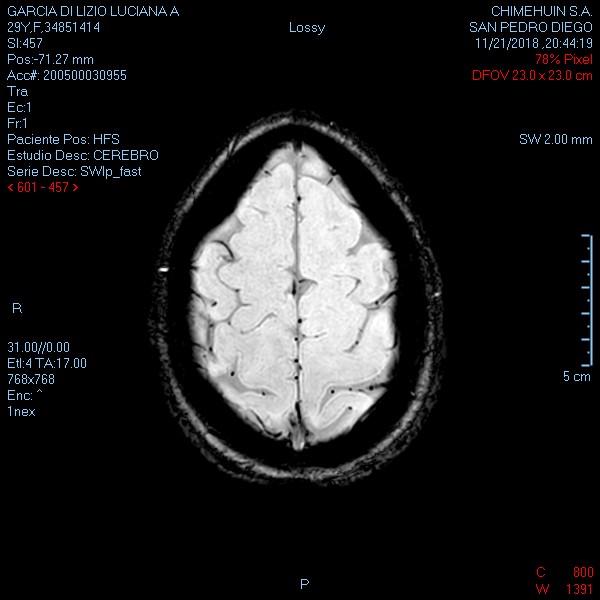 GARCIA DI LIZIO LUCIANA A
29Y,F,34851414
SI:457
Pos:-71.27 mm
Acc#: 200500030955
Tra
Ec:1
Fr:1
Paciente Pos: HFS
Estudio Desc: CEREBRO
Serie Desc: SWIp_fast
< 601 - 457 >
Lossy
CHIMEHUIN S.A.
SAN PEDRO DIEGO
11/21/2018 ,20:44:19
78% Pixel
DFOV 23.0 x 23.0 cm
SW 2.00 mm
R
31.00//0.00
Etl:4 TA:17.00
768x768
Enc: ^
1nex
5 cm
P
C 800
W 1391